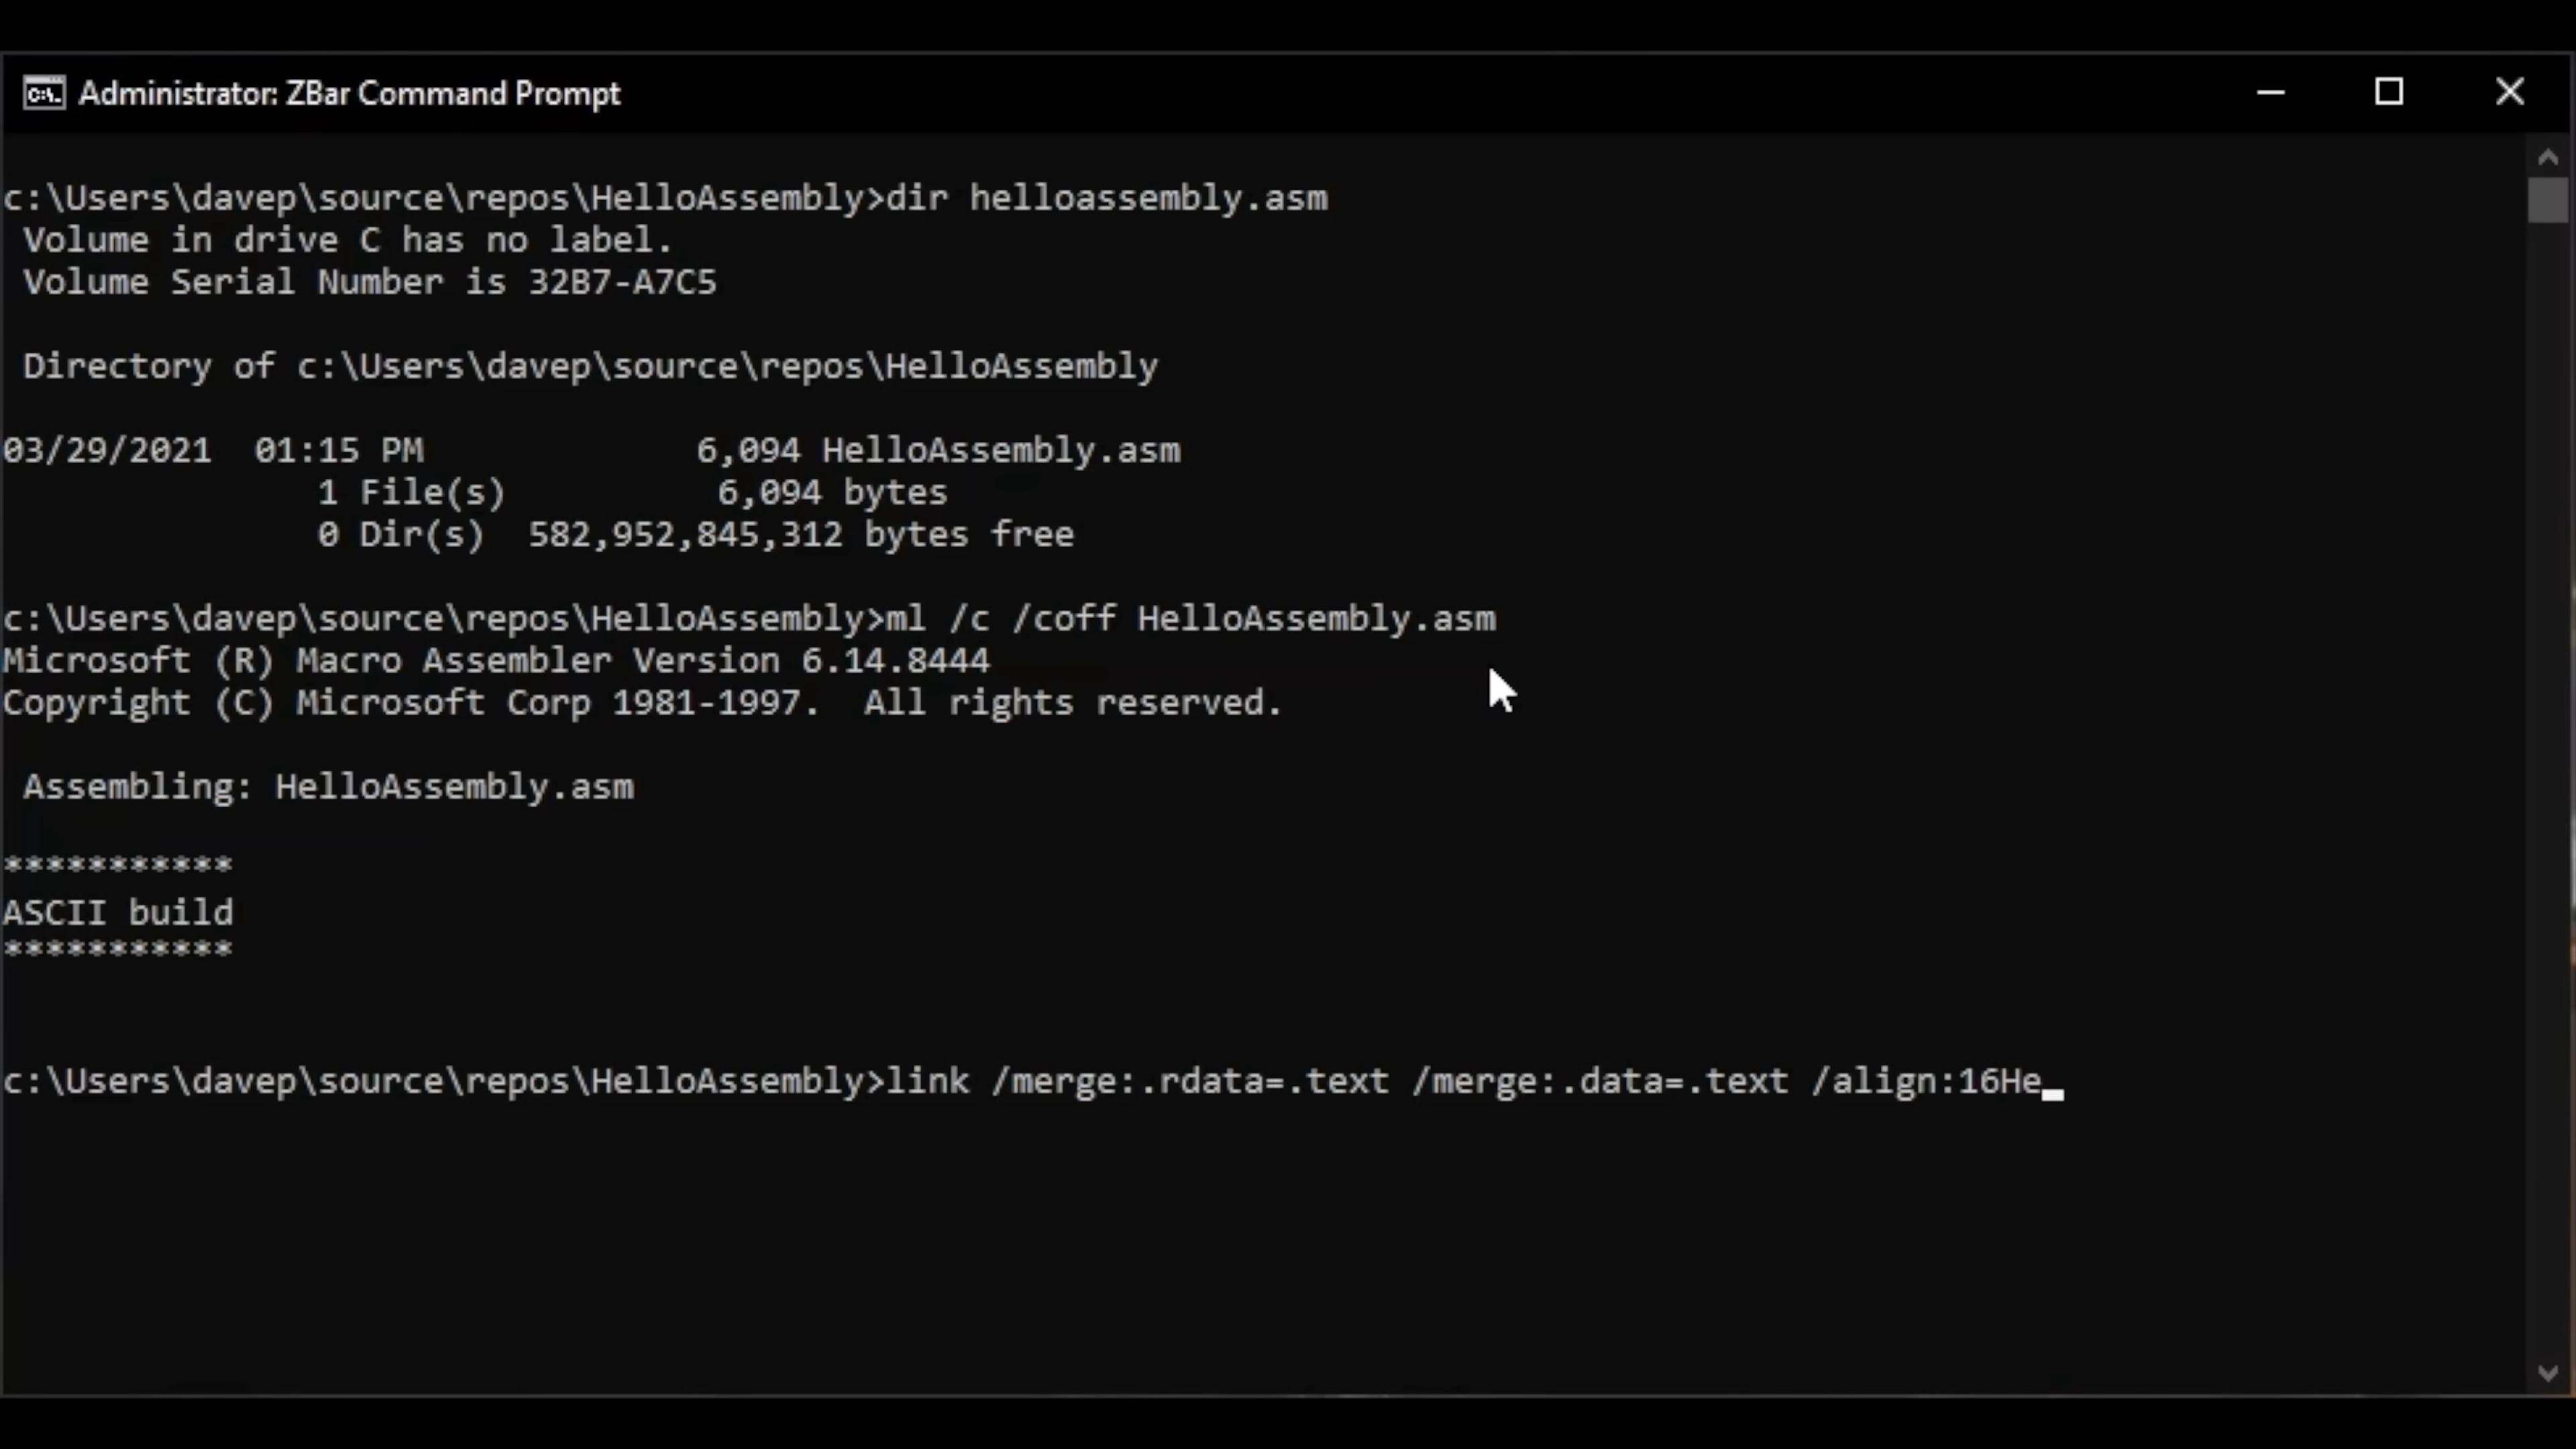 Administrator: ZBar Command Prompt
c:\Users\davep\source\repos\HelloAssembly>dir helloassembly.asm
Volume in drive C has no label.
Volume Serial Number is 32B7-A7C5
Directory of c:\Users\davep\source\repos\HelloAssembly
03/29/2021  01:15 PM             6,094 HelloAssembly.asm
1 File(s)          6,094 bytes
0 Dir(s)  582,952,845,312 bytes free
c:\Users\davep\source\repos\HelloAssembly>ml /c /coff HelloAssembly.asm
Microsoft (R) Macro Assembler Version 6.14.8444
Copyright (C) Microsoft Corp 1981-1997.  All rights reserved.
Assembling: HelloAssembly.asm
***********
ASCII build
***********
c:\Users\davep\source\repos\HelloAssembly>link /merge:.rdata=.text /merge:.data=.text /align:16He